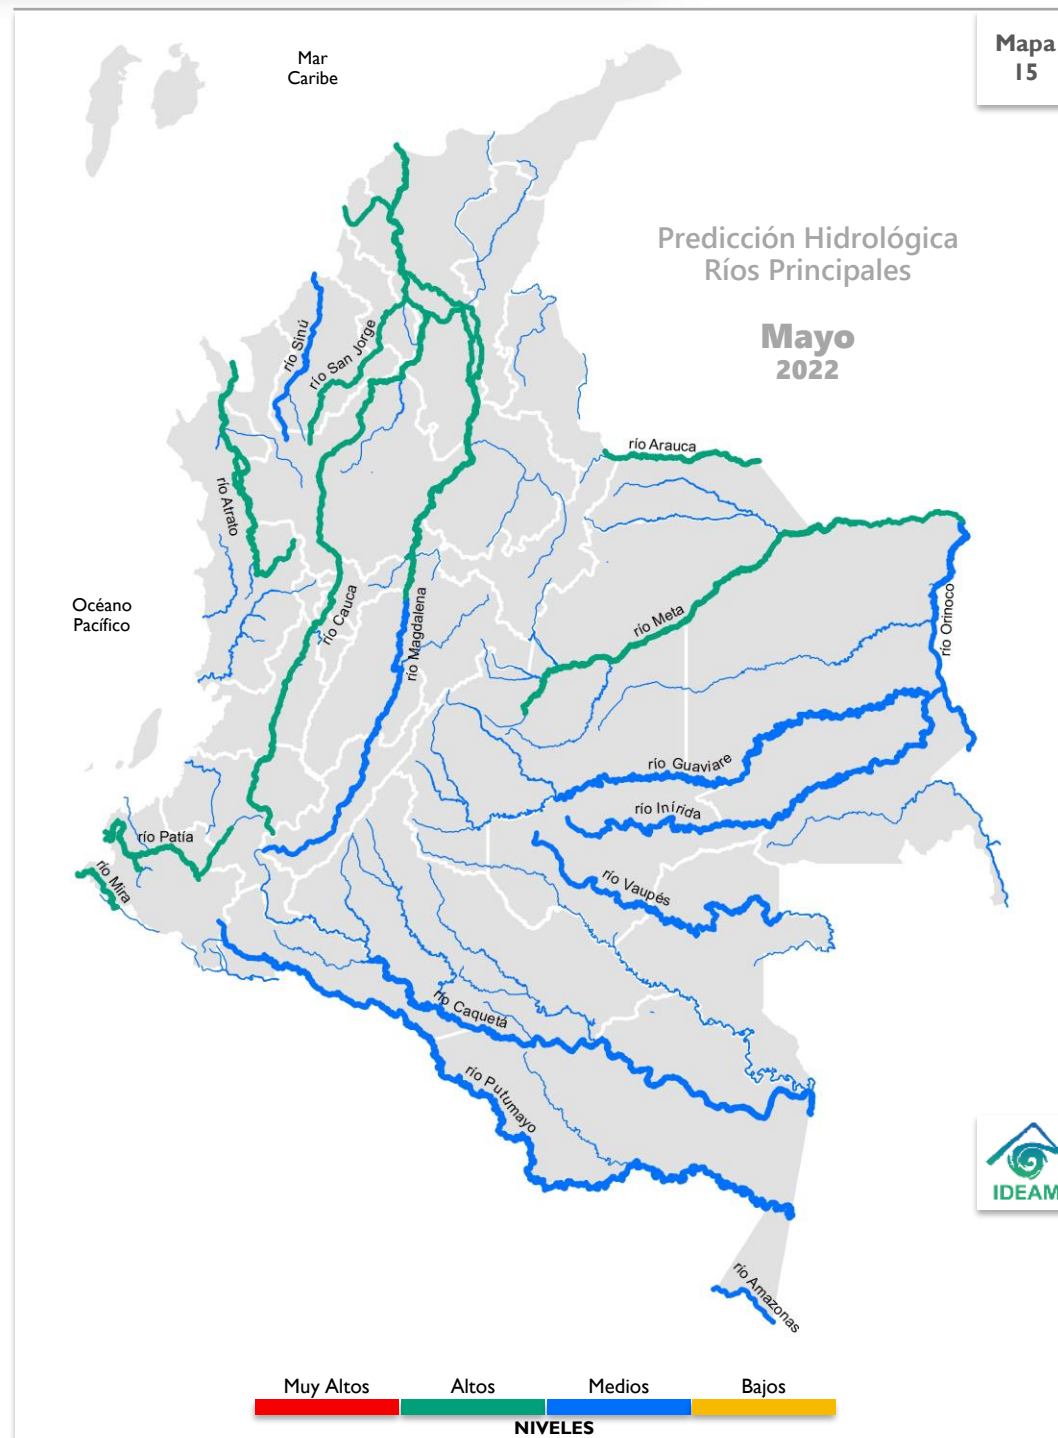 Mar
Caribe
Mapa
15
Predicción Hidrológica
Ríos Principales
Mayo
2022
río Sinú
río San Jorge
río Arauca
río Atrato
Océano
Pacífico
río Cauca
río Magdalena
río Meta
río Orinoco
río Guaviare
río Inírida
río Patía
río Mira
río Vaupés
río Caquetá
río Putumayo
IDEAM
río Amazonas
Muy Altos
Altos
Medios
Bajos
NIVELES